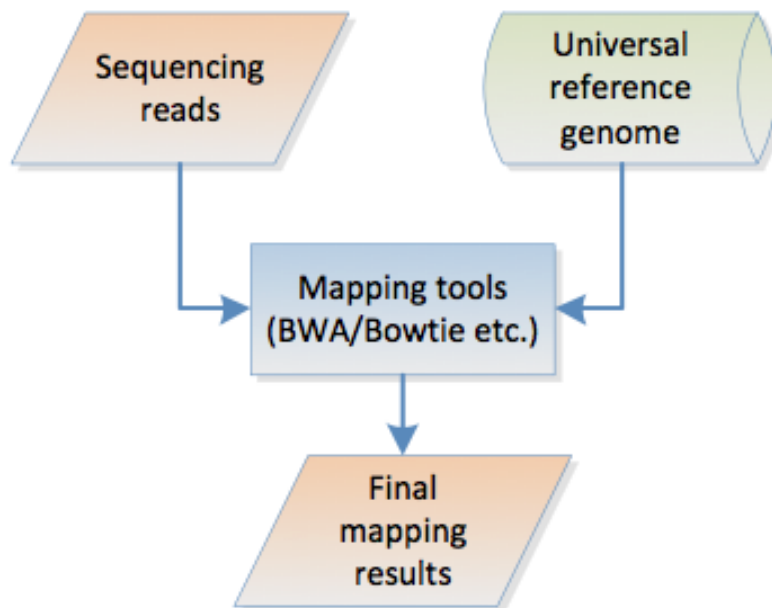 Sequencing
reads
Universal
reference
genome
Mapping tools
(BWA/Bowtie etc.)
Final
mapping
results